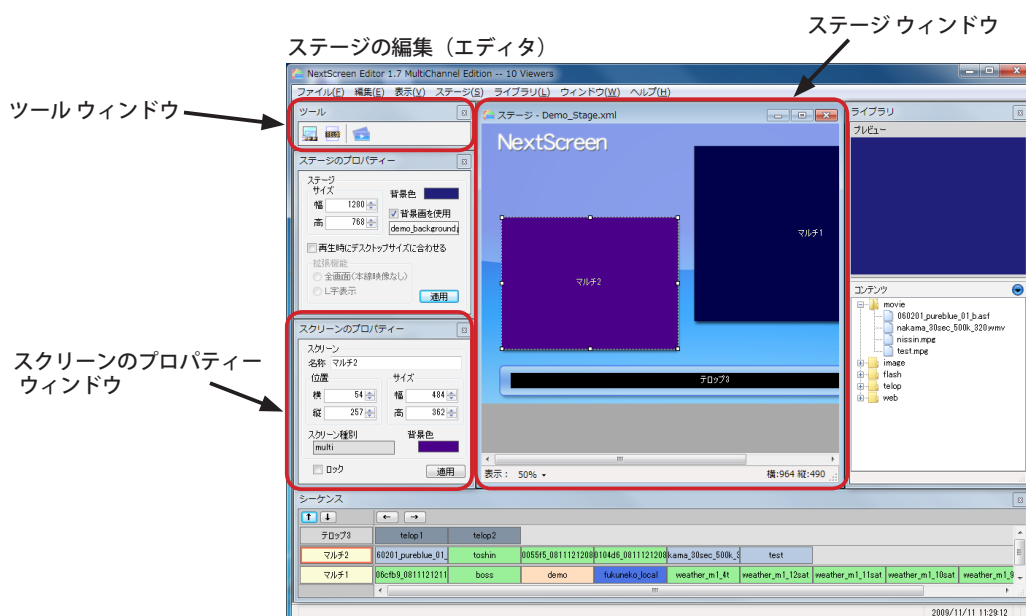 ステージ ウィンドウ
ステージの編集（エディタ）
ツール ウィンドウ
スクリーンのプロパティー
ウィンドウ
NextScreen Editor 1.7 MultiChannel Edition -- 10 Viewers
ファイル(F) 編集(E) 表示(V) ステージ(S) ライブラリ(L) ウィンドウ(W) ヘルプ(H)
ツール
ステージのプロパティー
ステージ
サイズ
幅 1280
高 768
背景色
背景画を使用
demo_background
再生時にデスクトップサイズに合わせる
拡張機能
全画面(本線映像なし)
L字表示
適用
スクリーンのプロパティー
スクリーン
名称 マルチ2
位置 サイズ
横 54 幅 484
縦 257 高 362
スクリーン種別 背景色
multi
ロック 適用
ステージ - Demo_Stage.xml
NextScreen
マルチ1
マルチ2
テロップ3
表示： 50%
横:964 縦:490
ライブラリ
プレビュー
コンテンツ
movie
060201_pureblue_01_b.asf
nakama_30sec_500k_320.wmv
nissin.mpg
test.mpg
image
flash
telop
web
シーケンス
テロップ3 telop1 telop2
マルチ2 60201_pureblue_01_ toshin 0055f5_0811121208 0104d6_0811121208 kama_30sec_500k_3 test
マルチ1 06cfb9_0811121211 boss demo fukuneko_local weather_m1_4t weather_m1_12sat weather_m1_11sat weather_m1_10sat weather_m1_9
2009/11/11 11:29:12